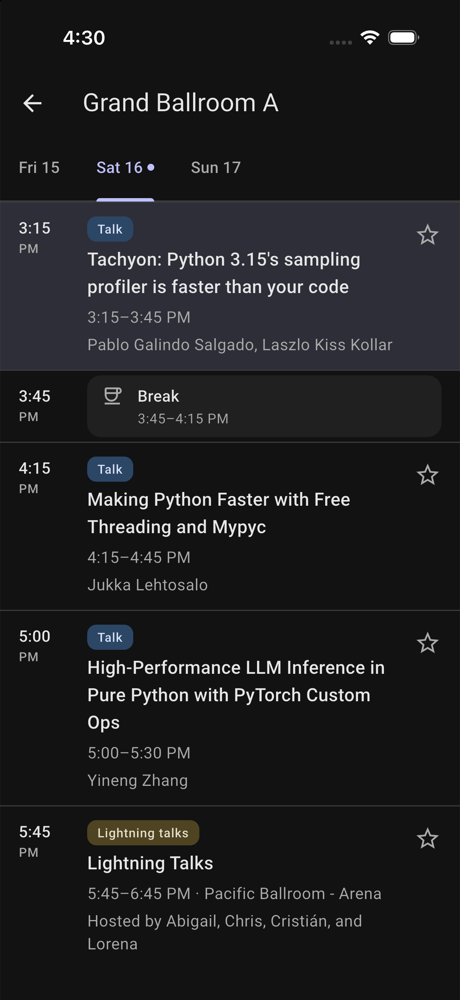 4:30
Grand Ballroom A
Fri 15
Sat 16
Sun 17
3:15
PM
Talk
Tachyon: Python 3.15's sampling
profiler is faster than your code
3:15–3:45 PM
Pablo Galindo Salgado, Laszlo Kiss Kollar
3:45
PM
Break
3:45–4:15 PM
4:15
PM
Talk
Making Python Faster with Free
Threading and Mypyc
4:15–4:45 PM
Jukka Lehtosalo
5:00
PM
Talk
High-Performance LLM Inference in
Pure Python with PyTorch Custom
Ops
5:00–5:30 PM
Yineng Zhang
5:45
PM
Lightning talks
Lightning Talks
5:45–6:45 PM · Pacific Ballroom - Arena
Hosted by Abigail, Chris, Cristián, and
Lorena